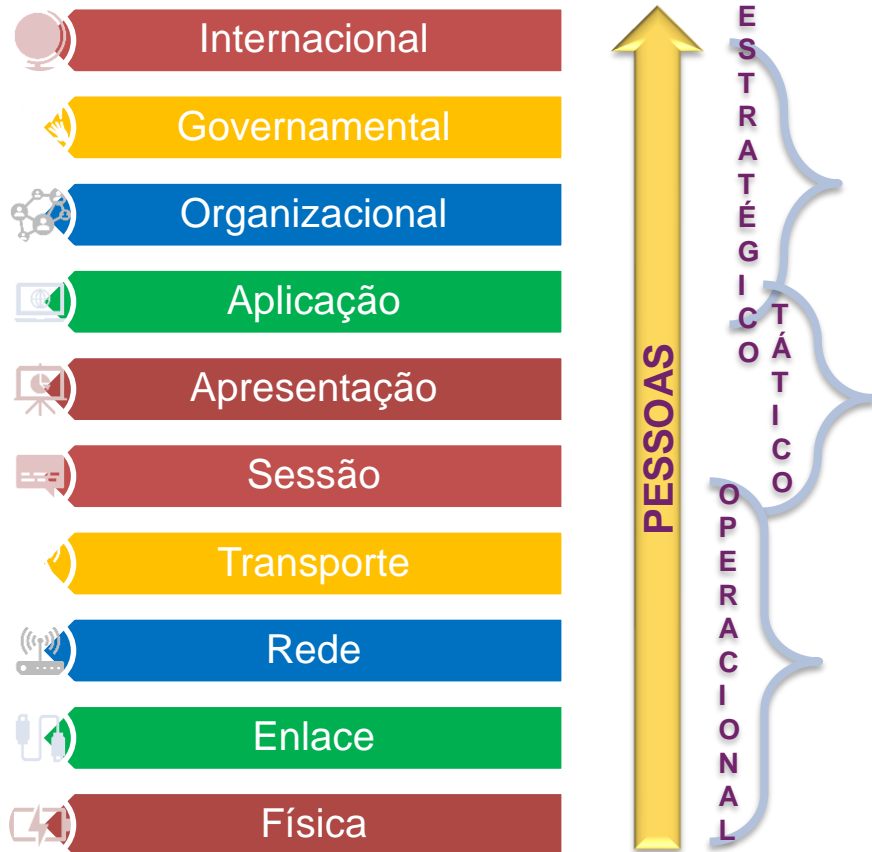 Internacional
Governamental
Organizacional
Aplicação
Apresentação
Sessão
Transporte
Rede
Enlace
Física
PESSOAS
ESTRATÉGICO
TÁTICO
OPERACIONAL